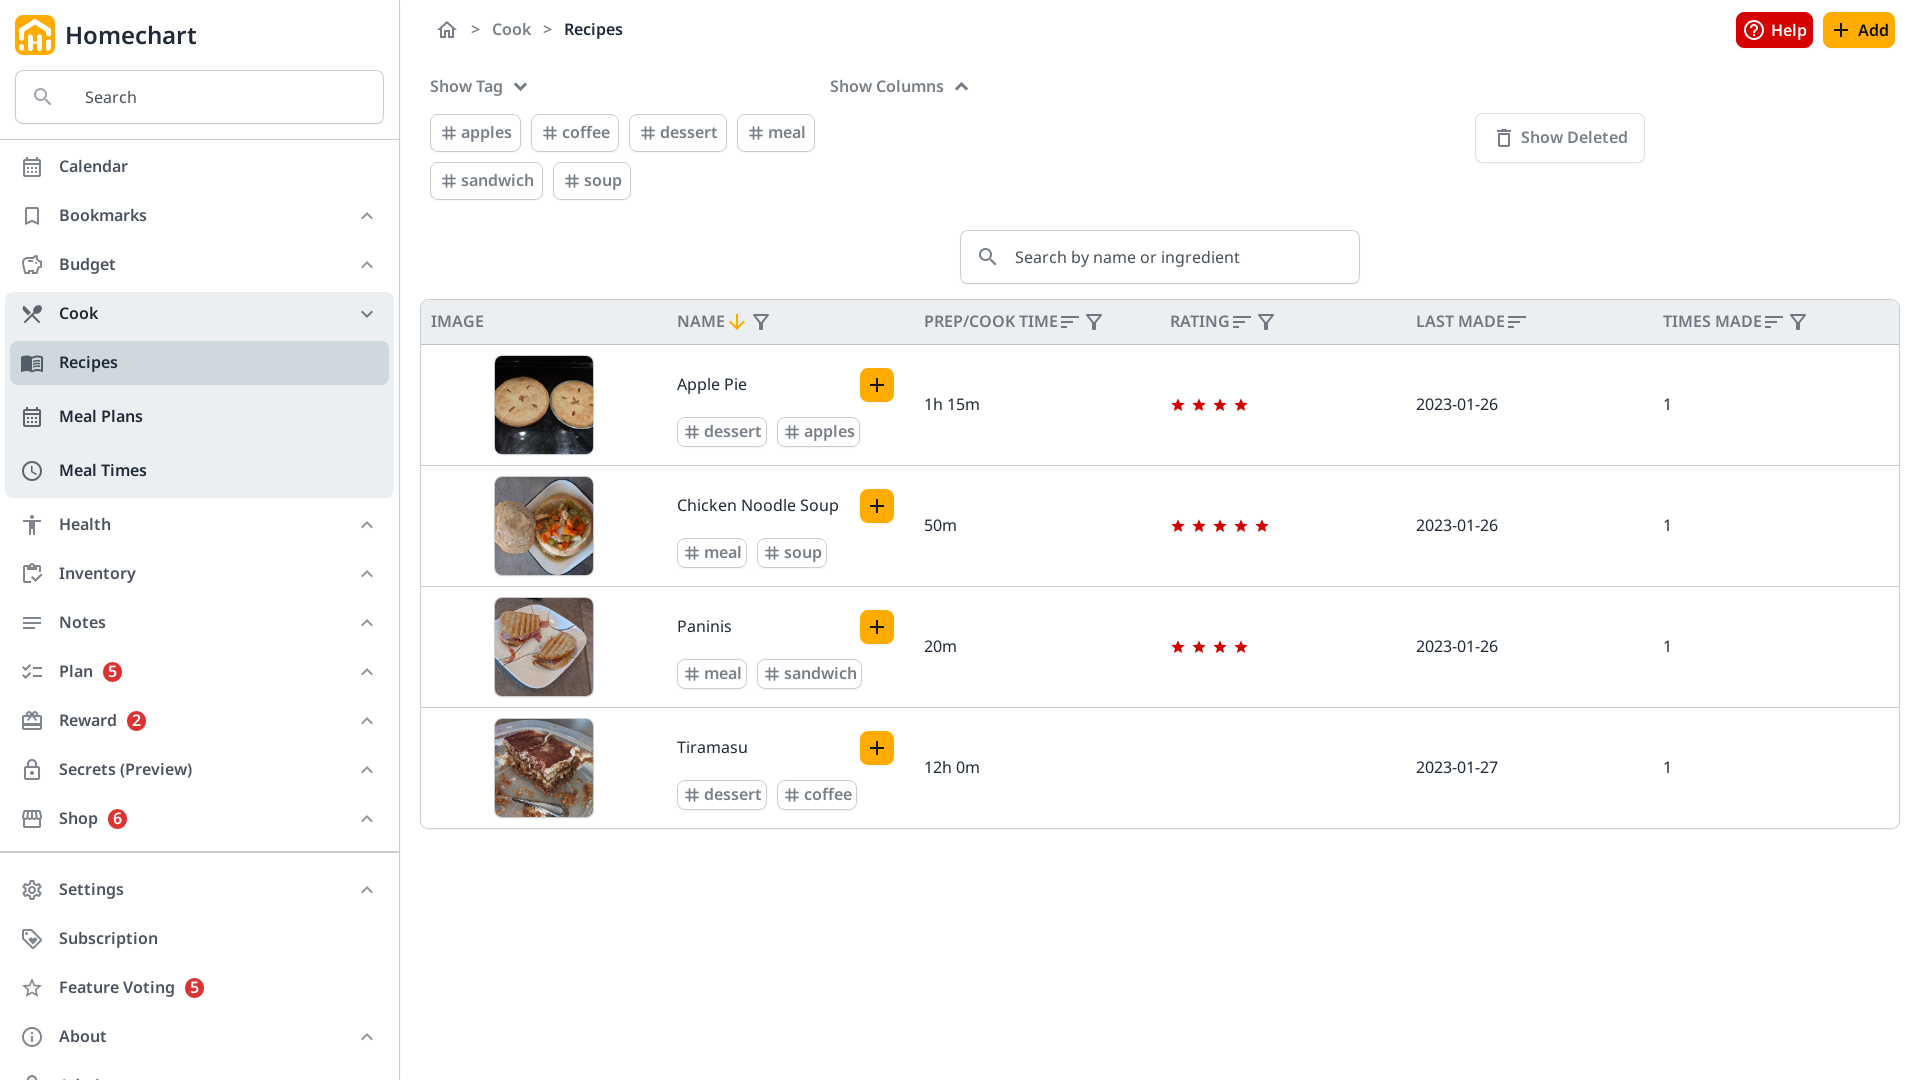 Homechart
Search
Calendar
Bookmarks
Budget
Cook
Recipes
Meal Plans
Meal Times
Health
Inventory
Notes
Plan 5
Reward 2
Secrets (Preview)
Shop 6
Settings
Subscription
Feature Voting 5
About
> Cook > Recipes
Help
Add
Show Tag
Show Columns
# apples # coffee # dessert # meal
# sandwich # soup
Show Deleted
Search by name or ingredient
IMAGE NAME PREP/COOK TIME RATING LAST MADE TIMES MADE
Apple Pie
# dessert # apples
1h 15m ★ ★ ★ ★ 2023-01-26 1
Chicken Noodle Soup
# meal # soup
50m ★ ★ ★ ★ ★ 2023-01-26 1
Paninis
# meal # sandwich
20m ★ ★ ★ ★ 2023-01-26 1
Tiramasu
# dessert # coffee
12h 0m 2023-01-27 1